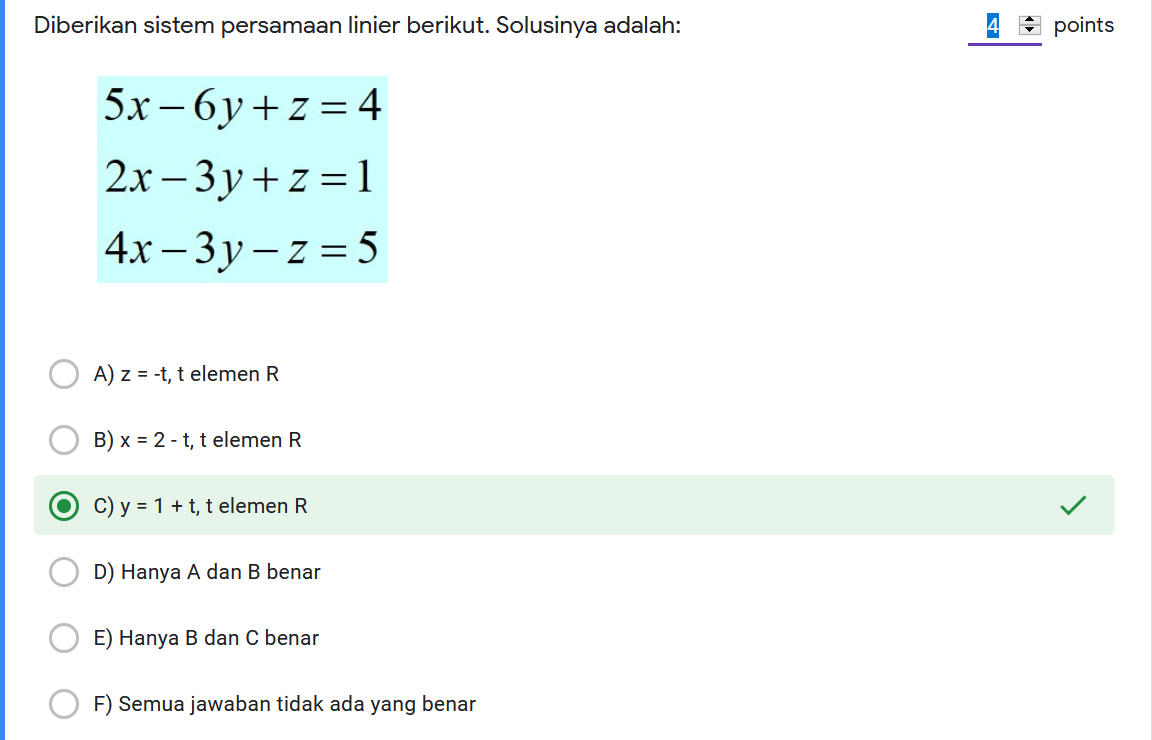 Diberikan sistem persamaan linier berikut. Solusinya adalah: 4 points
5x − 6y + z = 4
2x − 3y + z = 1
4x − 3y − z = 5
A) z = -t, t elemen R
B) x = 2 - t, t elemen R
C) y = 1 + t, t elemen R
D) Hanya A dan B benar
E) Hanya B dan C benar
F) Semua jawaban tidak ada yang benar